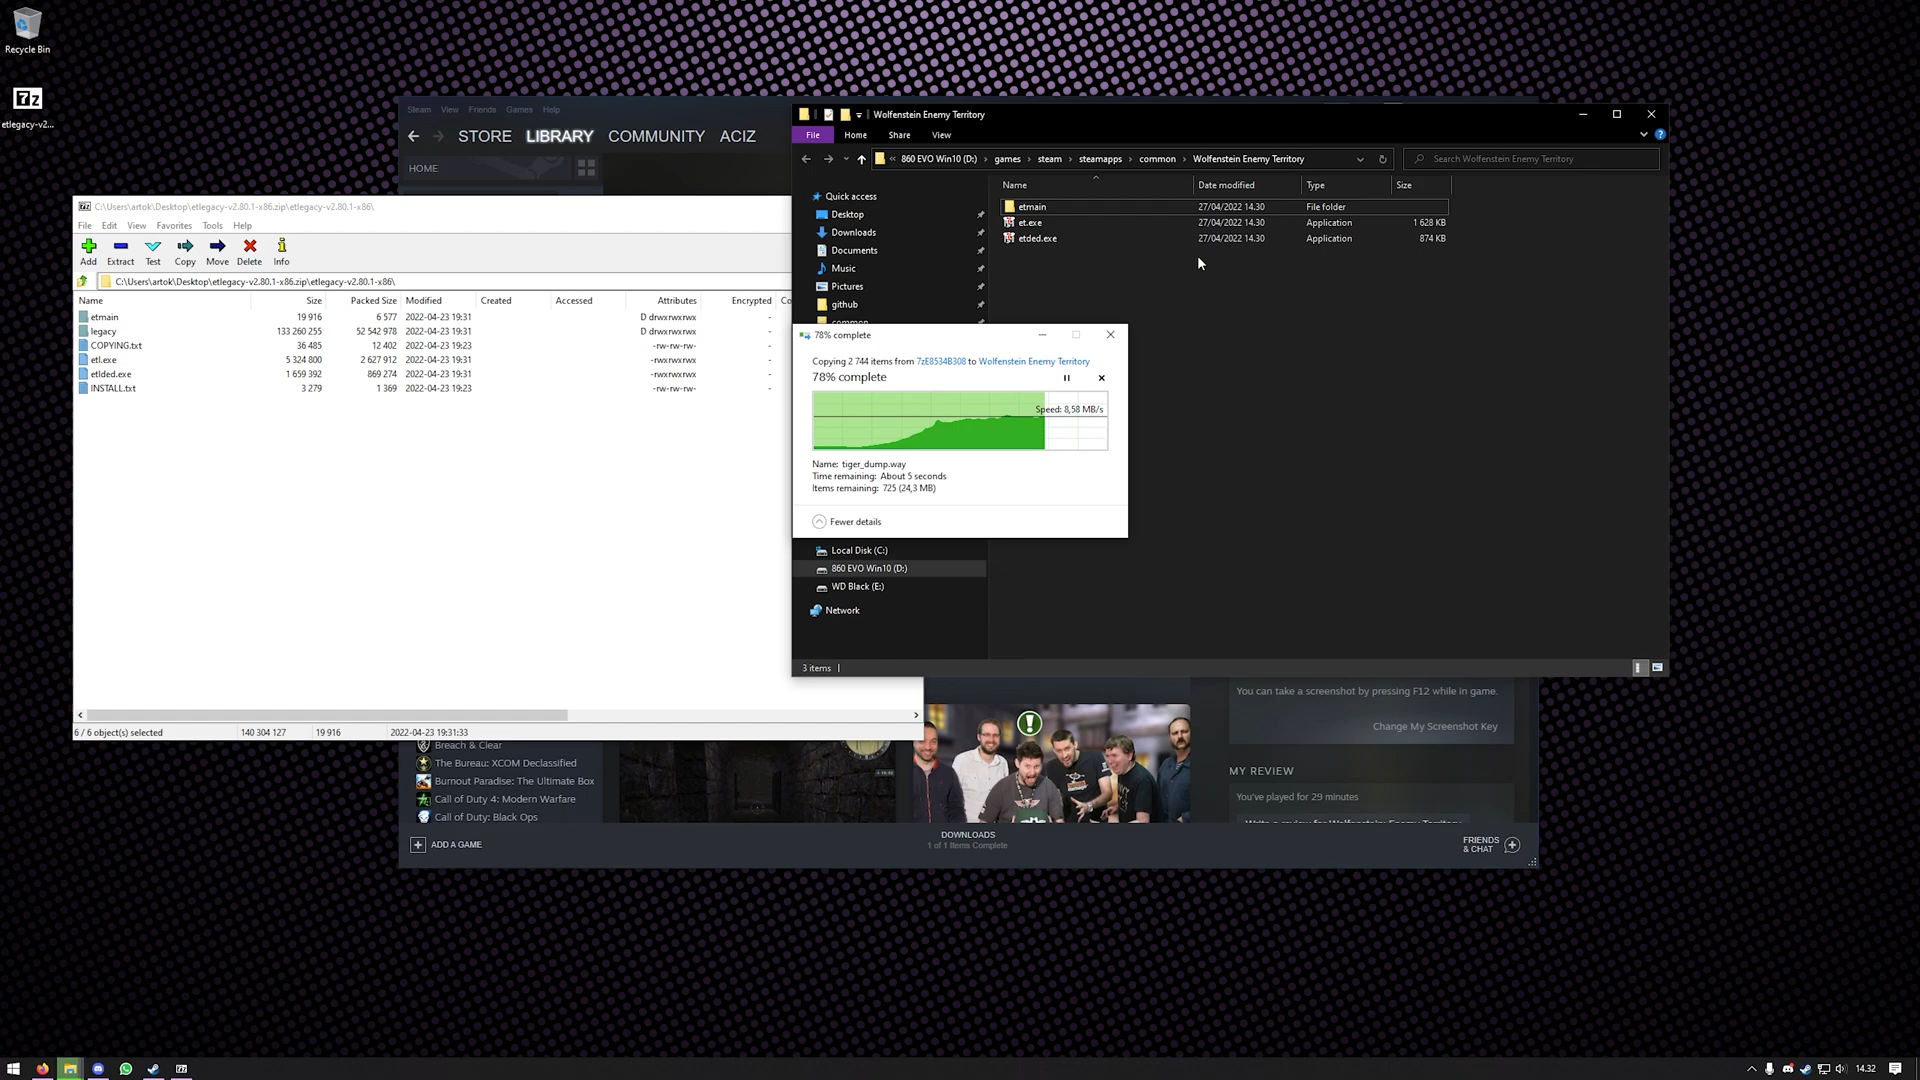 Recycle Bin
7z
etlegacy-v2...
Steam View Friends Games Help
STORE LIBRARY COMMUNITY ACIZ
HOME
C:\Users\artok\Desktop\etlegacy-v2.80.1-x86.zip\etlegacy-v2.80.1-x86\
File Edit View Favorites Tools Help
Add Extract Test Copy Move Delete Info
C:\Users\artok\Desktop\etlegacy-v2.80.1-x86.zip\etlegacy-v2.80.1-x86\
Name Size Packed Size Modified Created Accessed Attributes Encrypted Co
etmain 19 916 6 577 2022-04-23 19:31 D drwxrwxrwx -
legacy 133 260 255 52 542 978 2022-04-23 19:31 D drwxrwxrwx -
COPYING.txt 36 485 12 402 2022-04-23 19:23 -rw-rw-rw- -
etl.exe 5 324 800 2 627 912 2022-04-23 19:31 -rwxrwxrwx -
etlded.exe 1 659 392 869 274 2022-04-23 19:31 -rwxrwxrwx -
INSTALL.txt 3 279 1 369 2022-04-23 19:23 -rw-rw-rw- -
6 / 6 object(s) selected 140 304 127 19 916 2022-04-23 19:31:33
Wolfenstein Enemy Territory
File Home Share View
« 860 EVO Win10 (D:) › games › steam › steamapps › common › Wolfenstein Enemy Territory
Search Wolfenstein Enemy Territory
Name Date modified Type Size
etmain 27/04/2022 14.30 File folder
et.exe 27/04/2022 14.30 Application 1 628 KB
etded.exe 27/04/2022 14.30 Application 874 KB
Quick access
Desktop
Downloads
Documents
Music
Pictures
github
common
78% complete
Copying 2 744 items from 7zE8534B308 to Wolfenstein Enemy Territory
78% complete
Speed: 8,58 MB/s
Name: tiger_dump.way
Time remaining: About 5 seconds
Items remaining: 725 (24,3 MB)
Fewer details
Local Disk (C:)
860 EVO Win10 (D:)
WD Black (E:)
Network
3 items
Breach & Clear
The Bureau: XCOM Declassified
Burnout Paradise: The Ultimate Box
Call of Duty 4: Modern Warfare
Call of Duty: Black Ops
You can take a screenshot by pressing F12 while in game.
Change My Screenshot Key
MY REVIEW
You've played for 29 minutes
Write a review for Wolfenstein: Enemy Territory
ADD A GAME
DOWNLOADS
1 of 1 Items Complete
FRIENDS
& CHAT
14.32